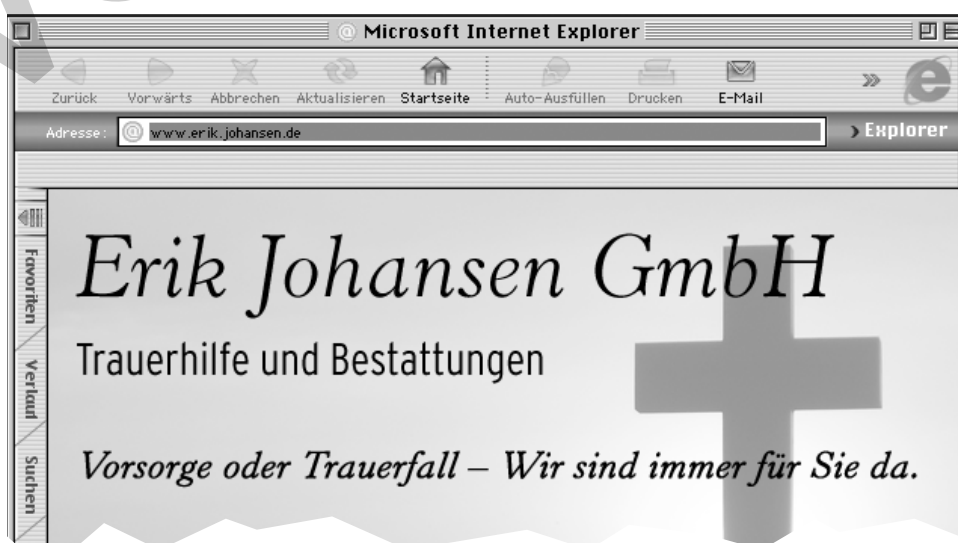 Microsoft Internet Explorer
Zurück Vorwärts Abbrechen Aktualisieren Startseite Auto-Ausfüllen Drucken E-Mail
Adresse: @ www.erik.johansen.de Explorer
Favoriten
Verlauf
Suchen
Erik Johansen GmbH
Trauerhilfe und Bestattungen
Vorsorge oder Trauerfall – Wir sind immer für Sie da.